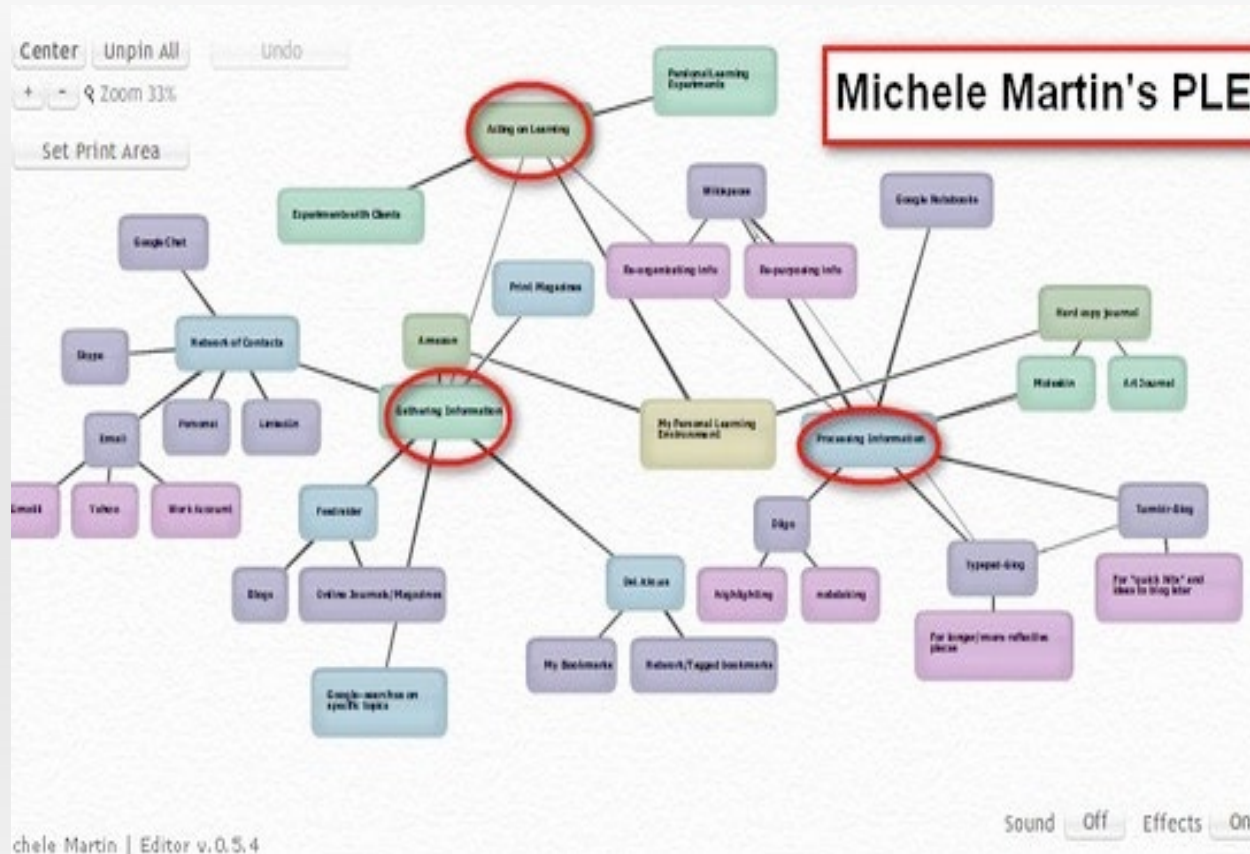 Center Unpin All Undo
+ - Zoom 33%
Set Print Area
Michele Martin's PLE
Personal Learning
Experiments
Acting on Learning
Experiments with Clients
Wikispaces
Google Notebooks
Google Chat
Re-organizating Info
Re-purposing Info
Print Magazines
Hard copy journal
Amazon
Network of Contacts
Skype
Moleskin
Art Journal
Gathering Information
My Personal Learning
Environment
Processing Information
Email
Personal
LinkedIn
Yahoo
Work Account
Feedreader
Diigo
Tumblr-Blog
Typepad-Blog
Blogs
Online Journals/Magazines
highlighting
notetaking
For "quick hits" and
ideas to blog later
For longer/more reflective
pieces
My Bookmarks
Network/Tagged bookmarks
Google-searches on
specific topics
Sound Off Effects On
chele Martin | Editor v.0.5.4